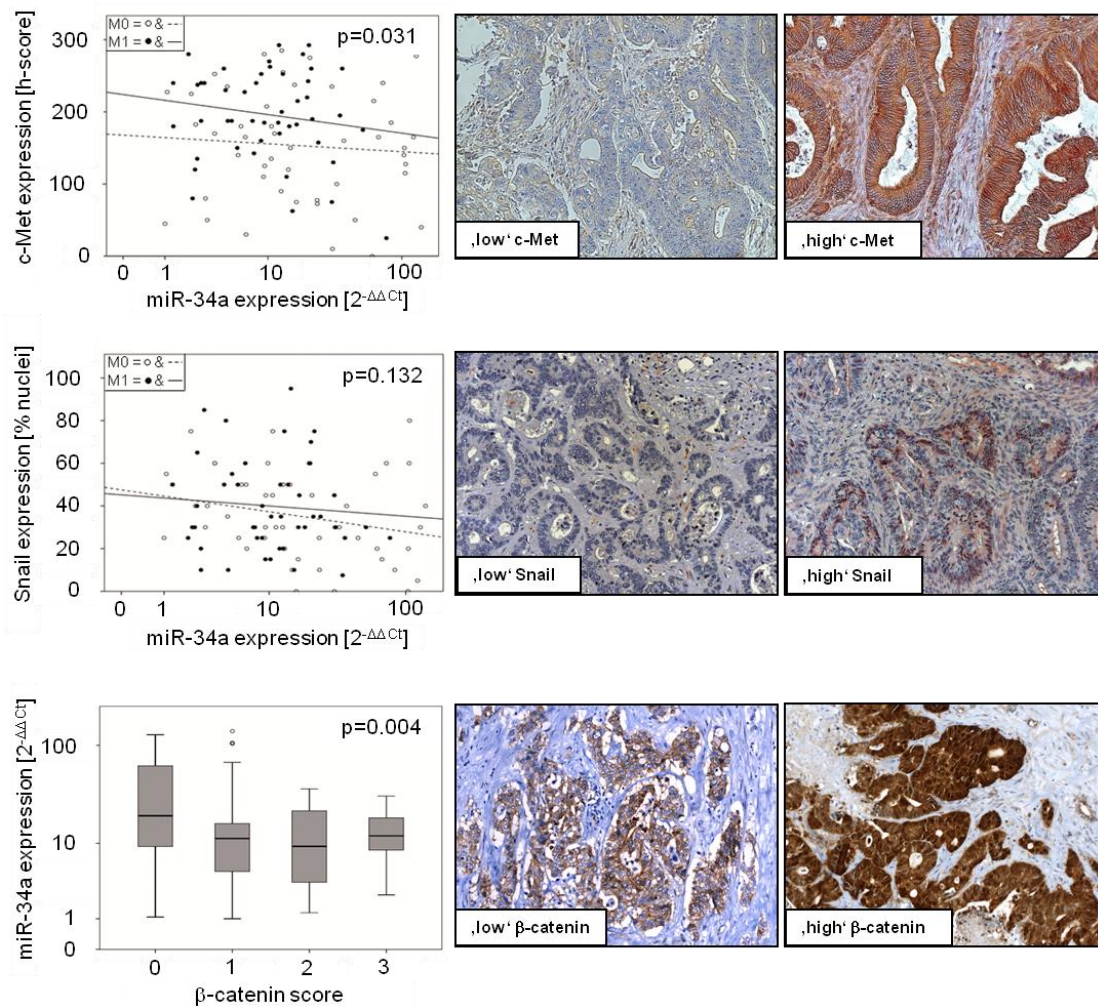 M0 = ○ & ----
M1 = ● & —
p=0.031
c-Met expression [h-score]
300
200
100
0
0 1 10 100
miR-34a expression [2-ΔΔCt]
‚low‘ c-Met
‚high‘ c-Met
M0 = ○ & ----
M1 = ● & —
p=0.132
Snail expression [% nuclei]
100
80
60
40
20
0
0 1 10 100
miR-34a expression [2-ΔΔCt]
‚low‘ Snail
‚high‘ Snail
p=0.004
miR-34a expression [2-ΔΔCt]
100
10
1
0
0 1 2 3
β-catenin score
‚low‘ β-catenin
‚high‘ β-catenin